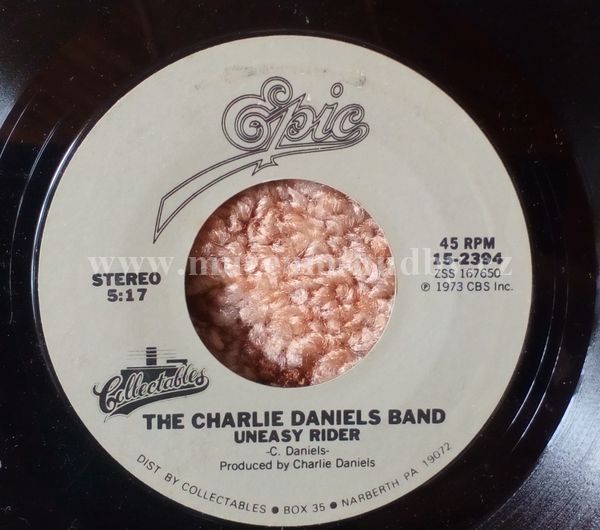 Epic
STEREO
5:17
45 RPM
15-2394
ZSS 167650
℗ 1973 CBS Inc.
Collectables
THE CHARLIE DANIELS BAND
UNEASY RIDER
-C. Daniels-
Produced by Charlie Daniels
DIST BY COLLECTABLES • BOX 35 • NARBERTH PA 19072